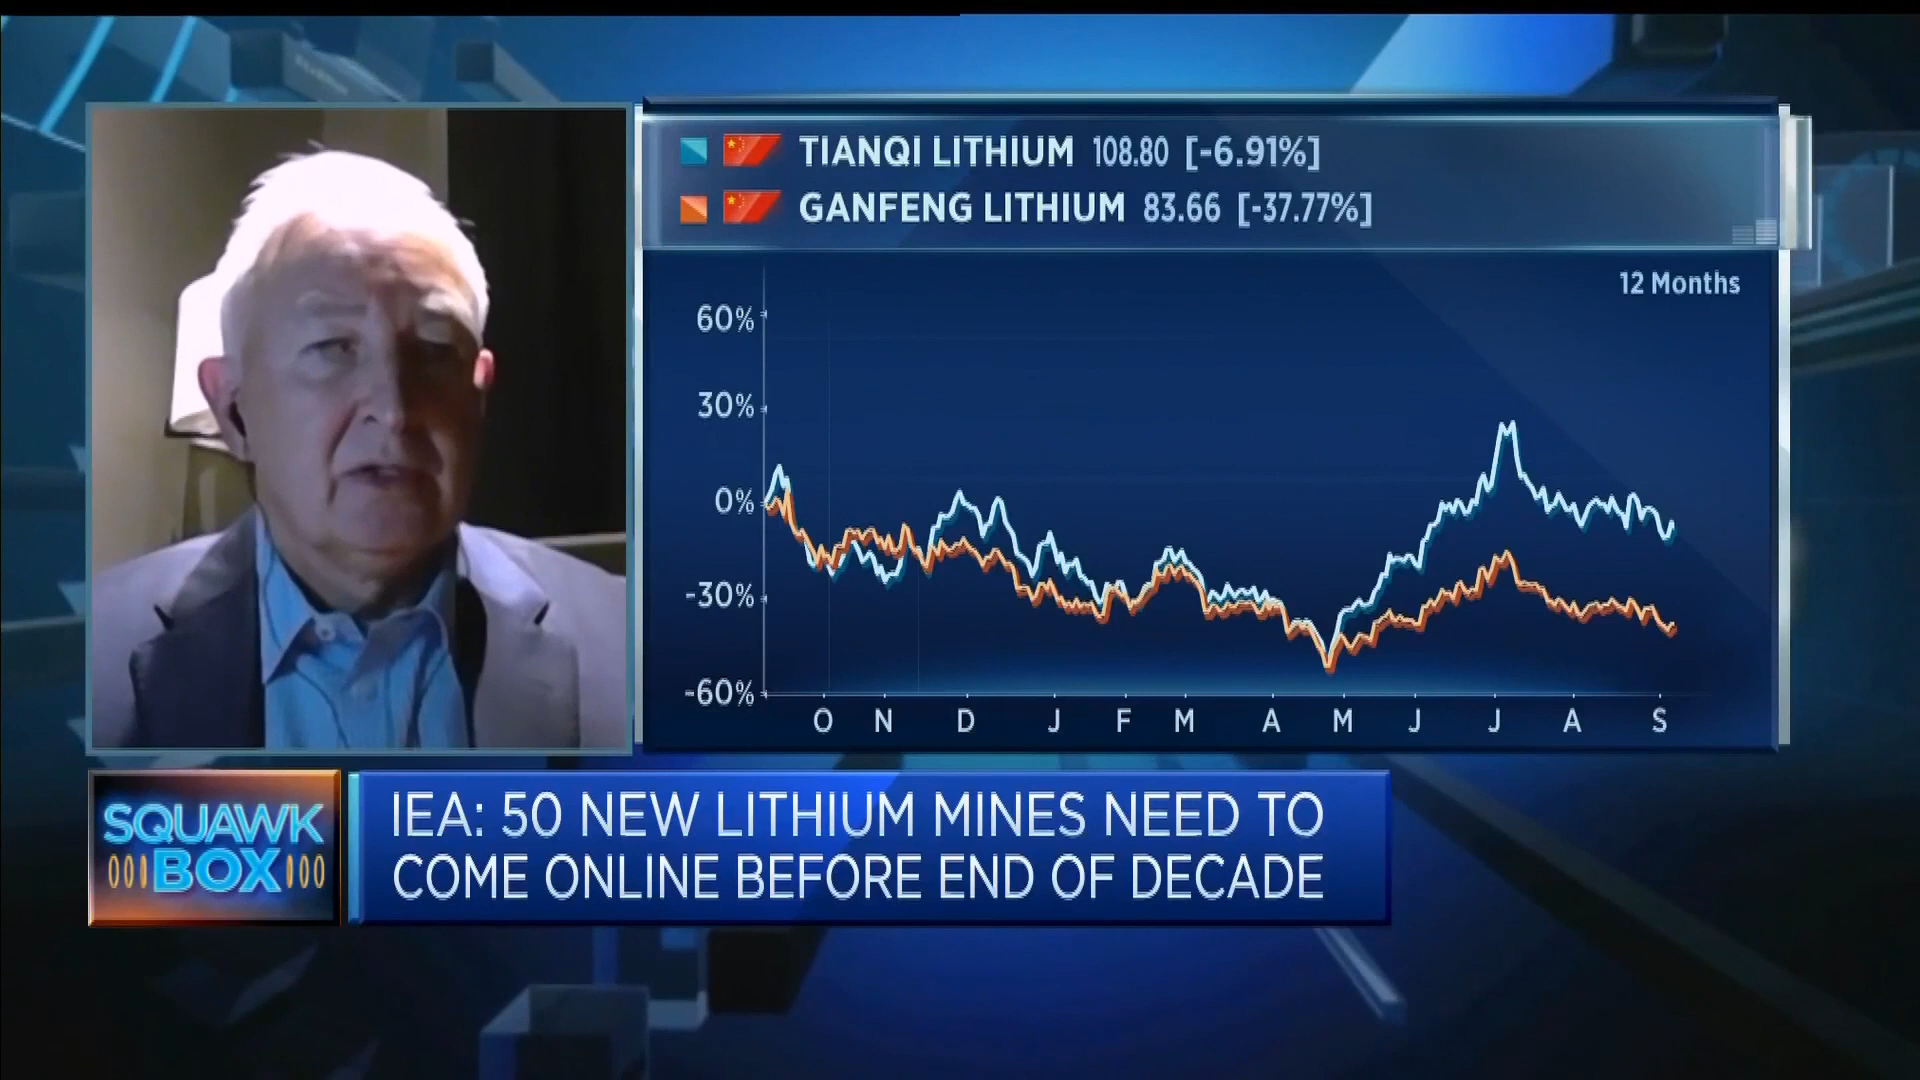 TIANQI LITHIUM 108.80 [-6.91%]
GANFENG LITHIUM 83.66 [-37.77%]
12 Months
60%
30%
0%
-30%
-60%
O N D J F M A M J J A S
SQUAWK BOX
IEA: 50 NEW LITHIUM MINES NEED TO
COME ONLINE BEFORE END OF DECADE